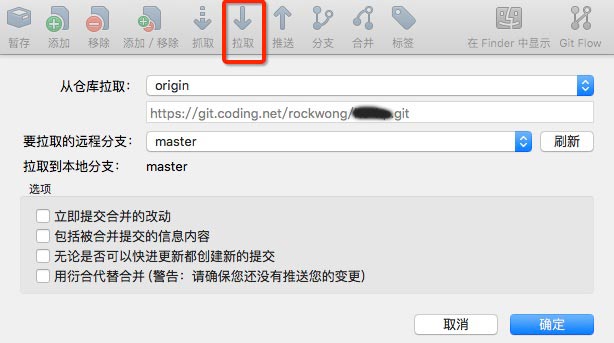 暂存 添加 移除 添加 / 移除 抓取 拉取 推送 分支 合并 标签 在 Finder 中显示 Git Flow
从仓库拉取： origin
https://git.coding.net/rockwong/ .git
要拉取的远程分支： master 刷新
拉取到本地分支： master
选项
立即提交合并的改动
包括被合并提交的信息内容
无论是否可以快进更新都创建新的提交
用衍合代替合并 (警告：请确保您还没有推送您的变更)
取消 确定